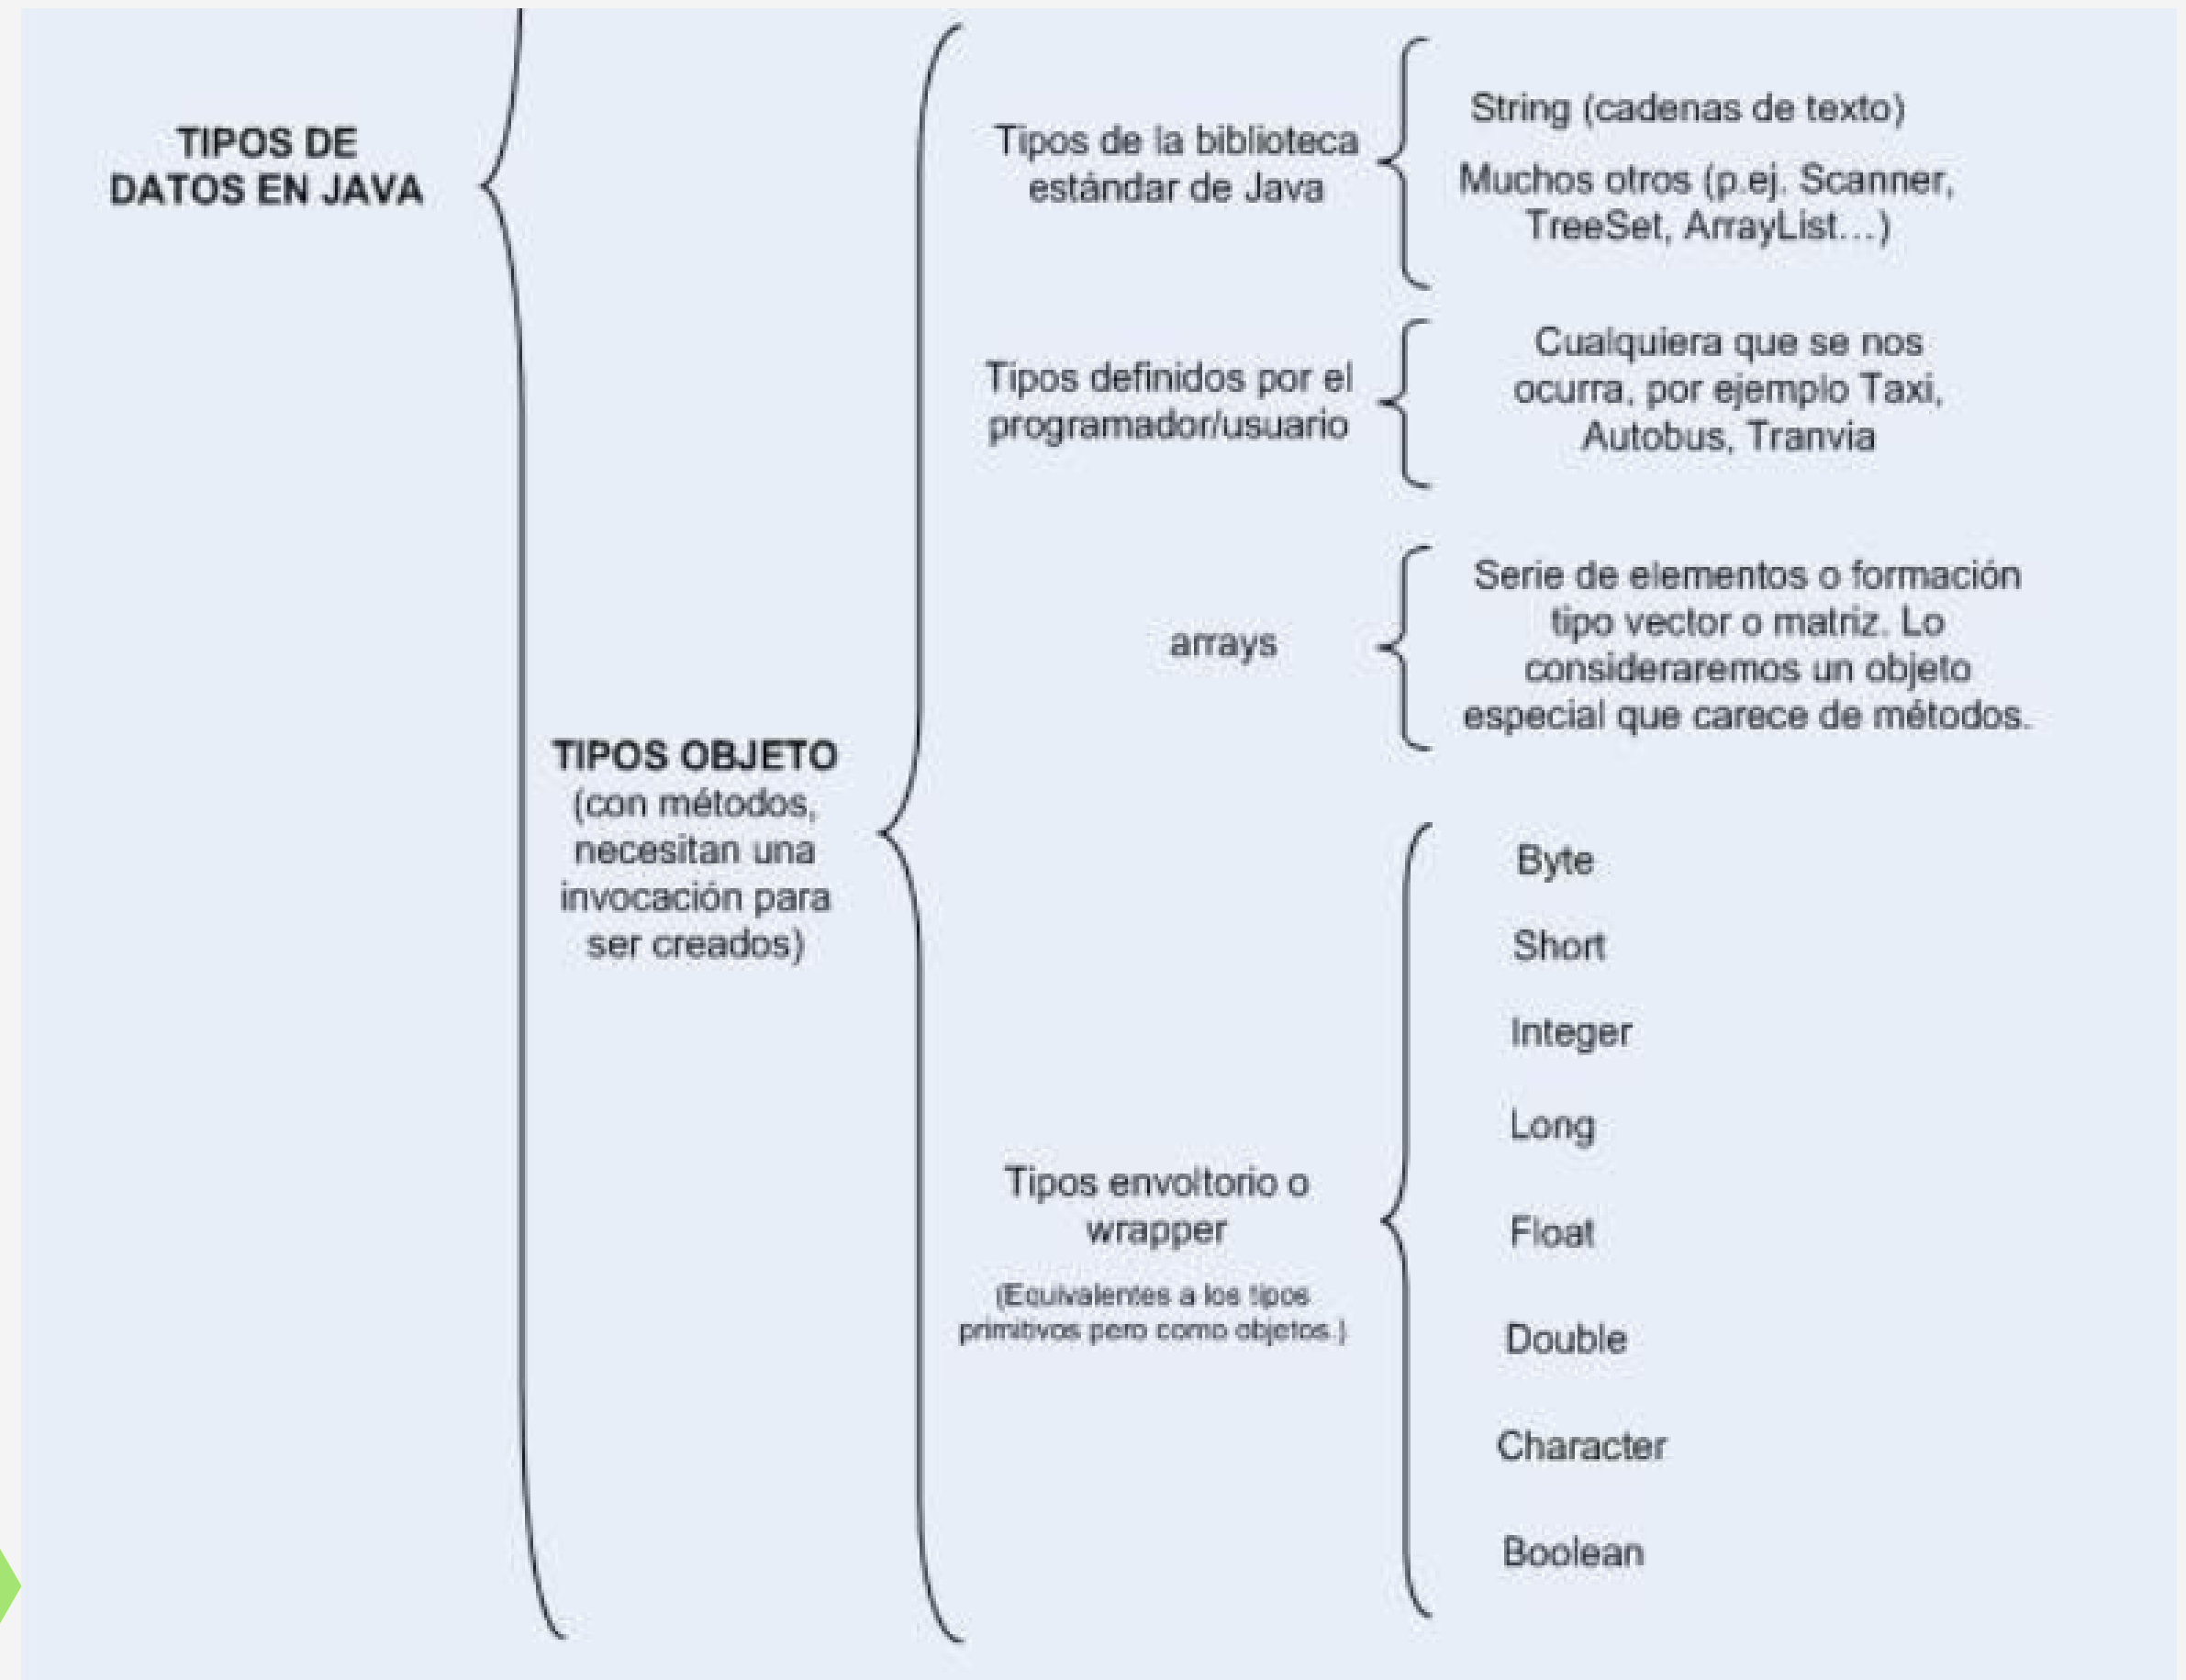 TIPOS DE
DATOS EN JAVA
TIPOS OBJETO
(con métodos,
necesitan una
invocación para
ser creados)
Tipos de la biblioteca
estándar de Java
String (cadenas de texto)
Muchos otros (p.ej. Scanner,
TreeSet, ArrayList...)
Tipos definidos por el
programador/usuario
Cualquiera que se nos
ocurra, por ejemplo Taxi,
Autobus, Tranvia
arrays
Serie de elementos o formación
tipo vector o matriz. Lo
consideraremos un objeto
especial que carece de métodos.
Tipos envoltorio o
wrapper
(Equivalentes a los tipos
primitivos pero como objetos.)
Byte
Short
Integer
Long
Float
Double
Character
Boolean